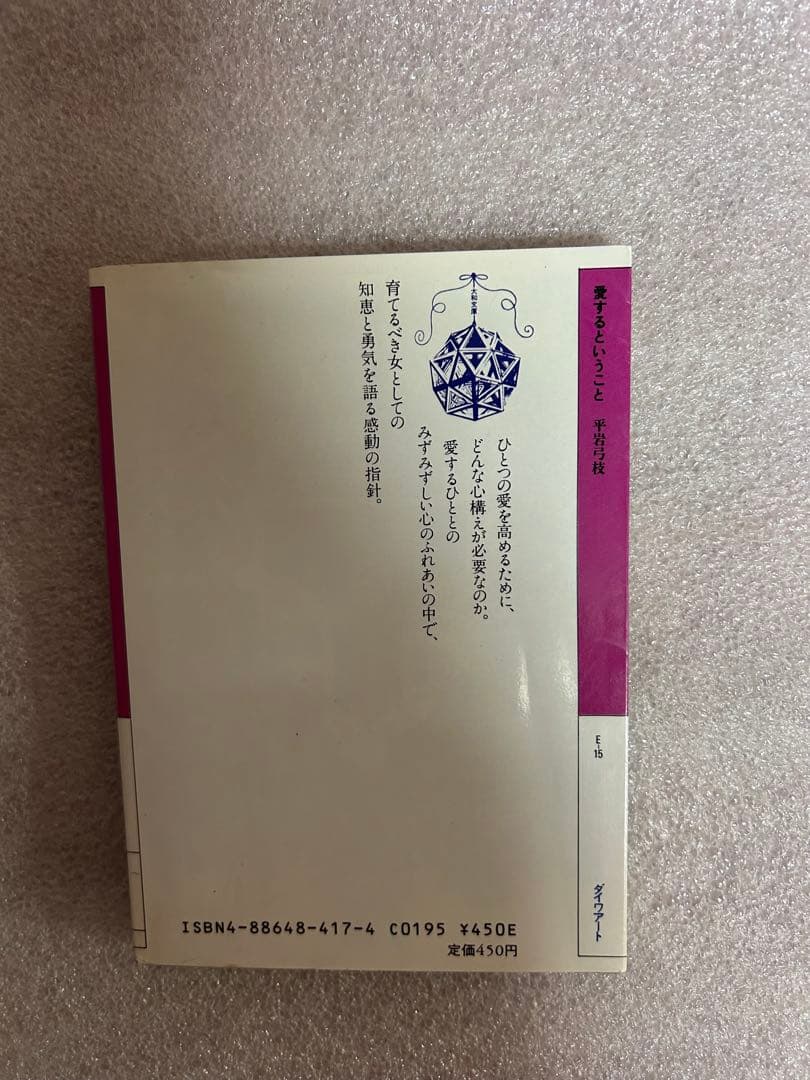 愛するということ 平岩弓枝
E-15
ダイワアート
大和文庫
ひとつの愛を高めるために、
どんな心構えが必要なのか。
愛するひととの
みずみずしい心のふれあいの中で、
育てるべき女としての
知恵と勇気を語る感動の指針。
ISBN4-88648-417-4 C0195 ¥450E
定価450円